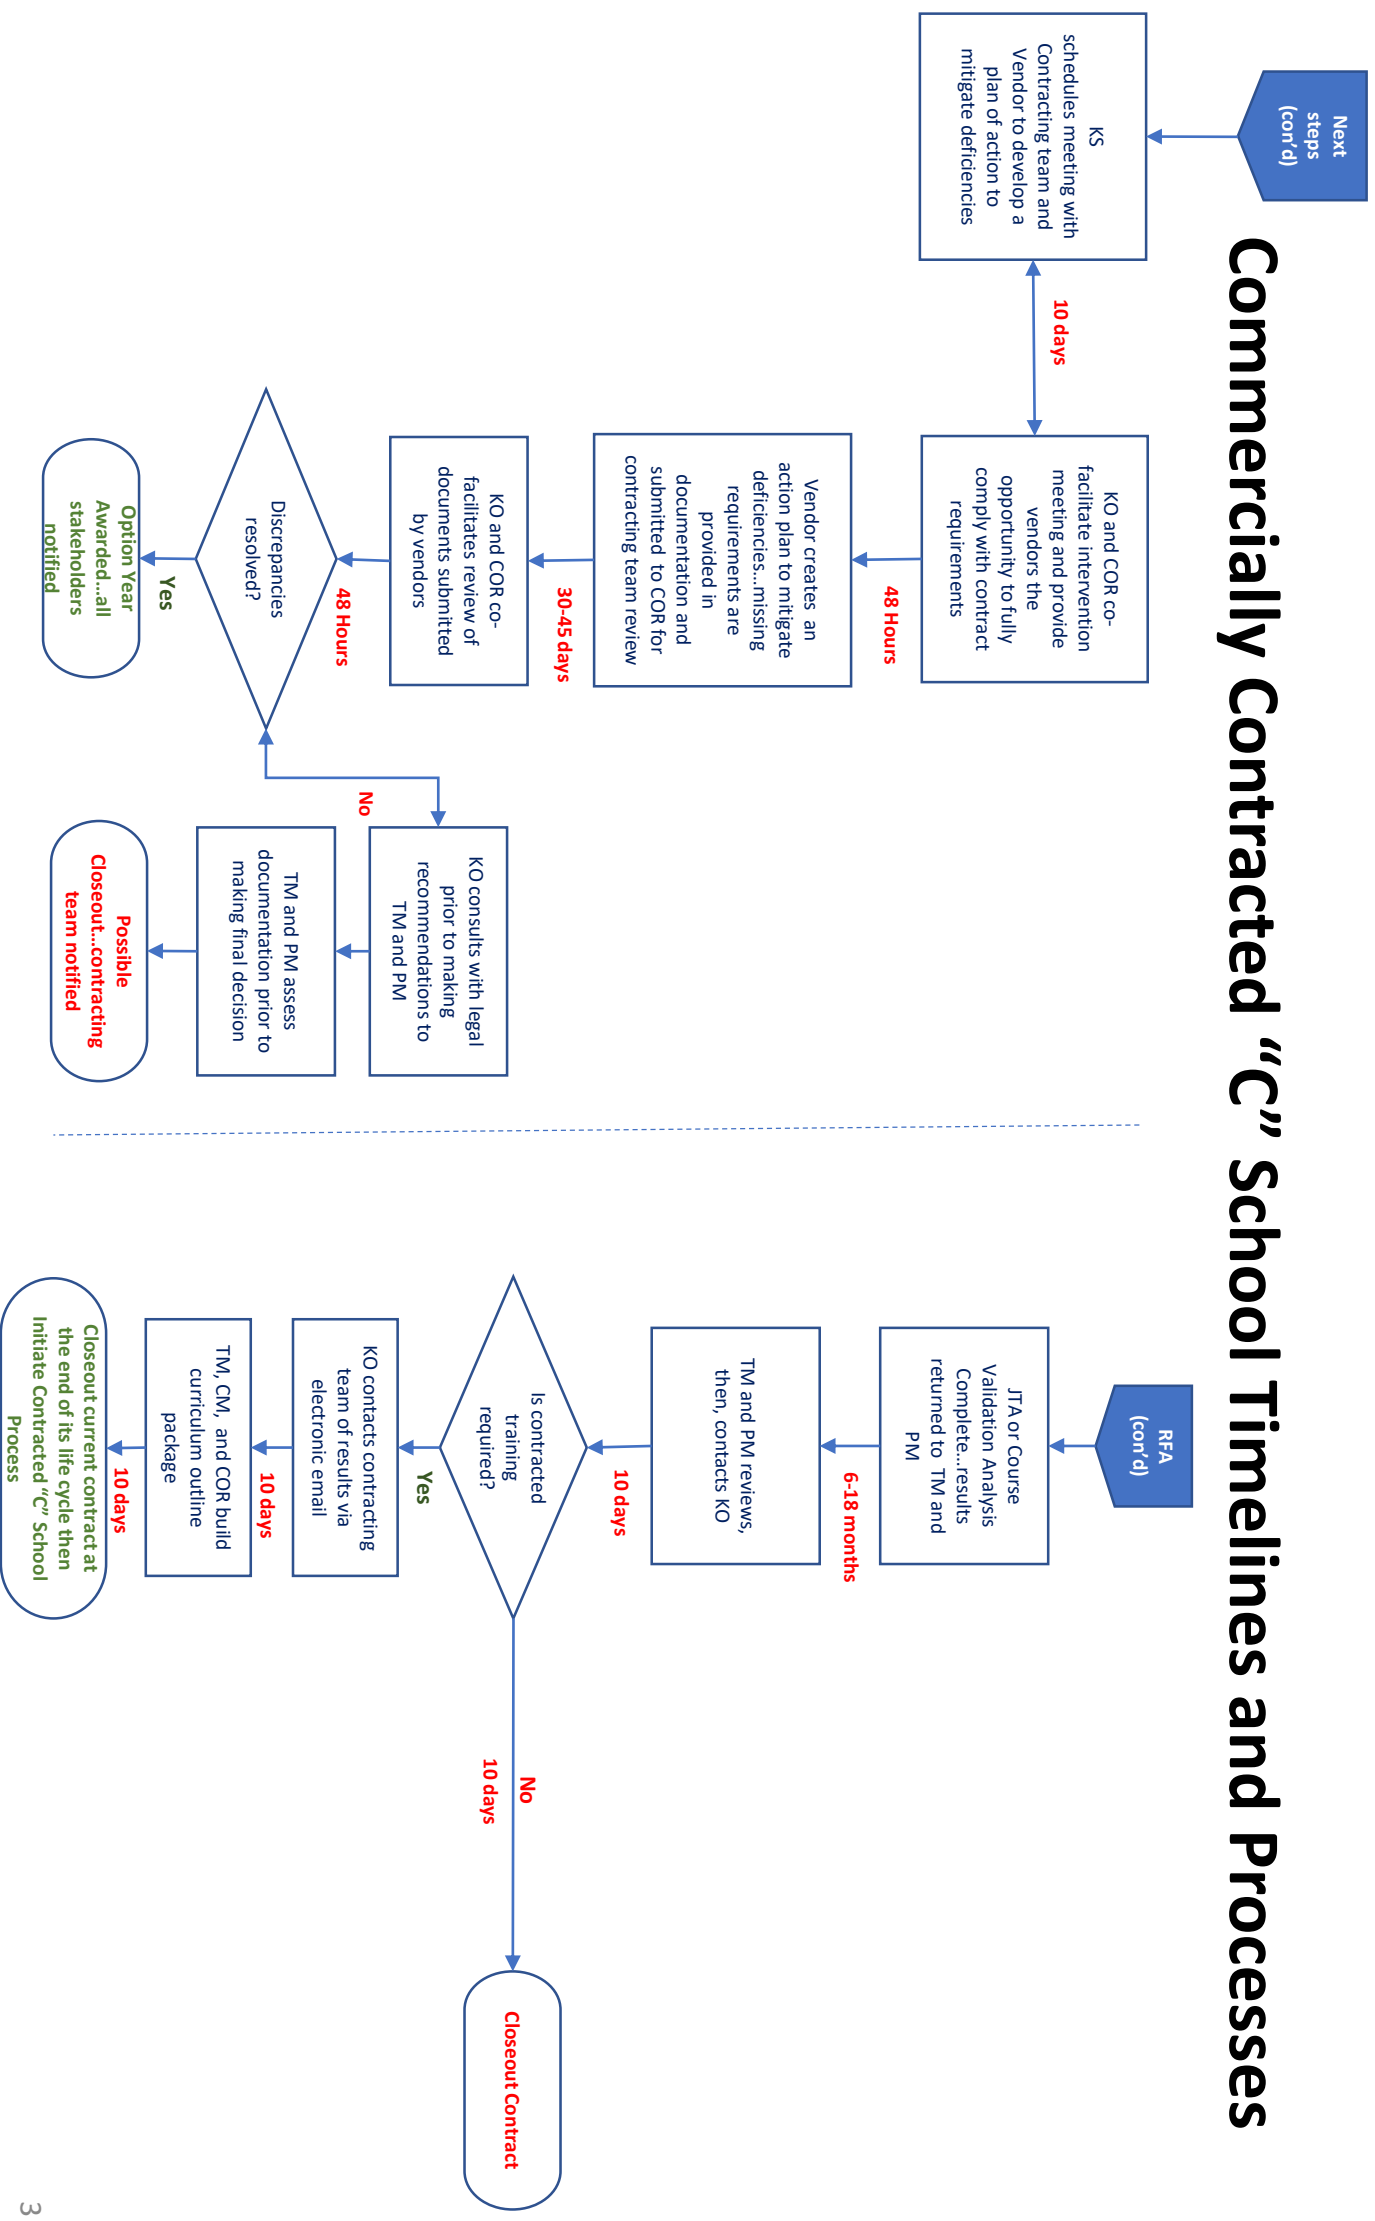 Commercially Contracted “C” School Timelines and Processes
Next
steps
(con’d)
KS
schedules meeting with
Contracting team and
Vendor to develop a
plan of action to
mitigate deficiencies
10 days
KO and COR co-
facilitate intervention
meeting and provide
vendors the
opportunity to fully
comply with contract
requirements
48 Hours
Vendor creates an
action plan to mitigate
deficiencies…missing
requirements are
provided in
documentation and
submitted to COR for
contracting team review
30-45 days
KO and COR co-
facilitates review of
documents submitted
by vendors
48 Hours
Discrepancies
resolved?
Yes
Option Year
Awarded…all
stakeholders
notified
No
KO consults with legal
prior to making
recommendations to
TM and PM
TM and PM assess
documentation prior to
making final decision
Possible
Closeout…contracting
team notified
RFA
(con’d)
JTA or Course
Validation Analysis
Complete…results
returned to TM and
PM
6-18 months
TM and PM reviews,
then, contacts KO
10 days
Is contracted
training
required?
Yes
KO contacts contracting
team of results via
electronic email
10 days
TM, CM, and COR build
curriculum outline
package
10 days
Closeout current contract at
the end of its life cycle then
Initiate Contracted “C” School
Process
No
10 days
Closeout Contract
3